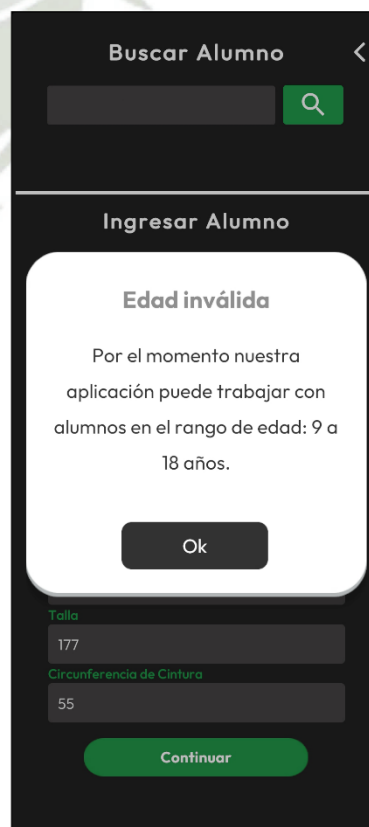 Buscar Alumno
Ingresar Alumno
Edad inválida
Por el momento nuestra
aplicación puede trabajar con
alumnos en el rango de edad: 9 a
18 años.
Ok
Talla
177
Circunferencia de Cintura
55
Continuar